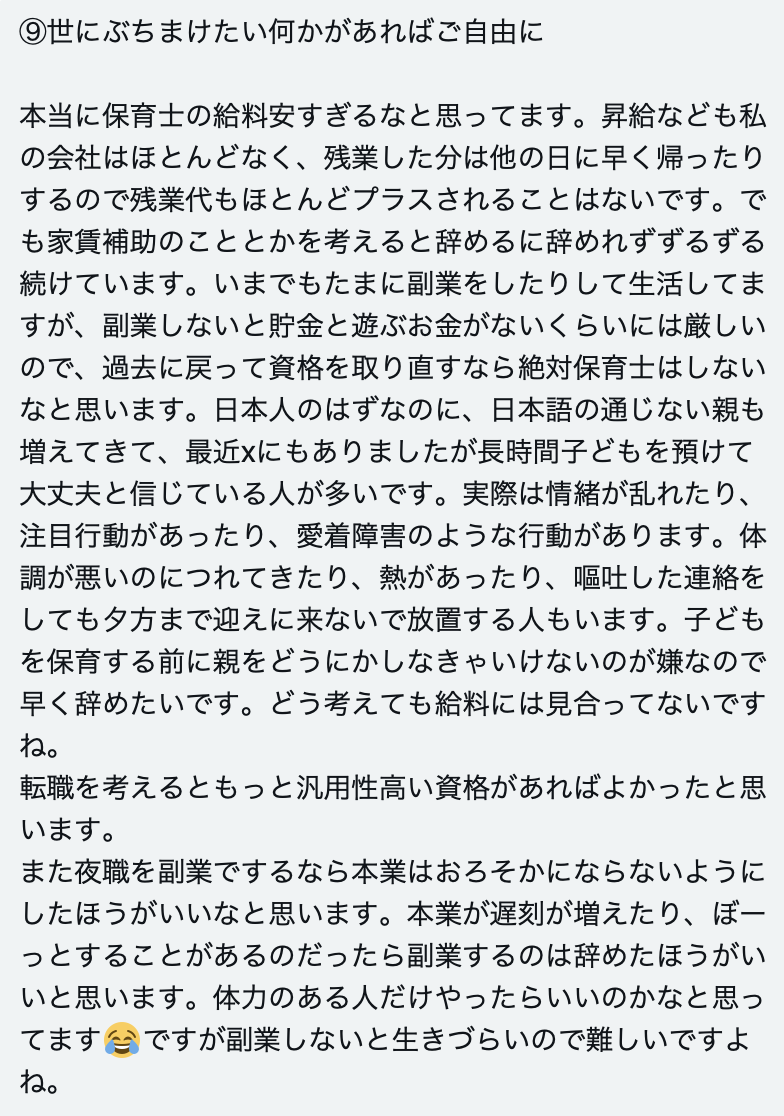 ⑨世にぶちまけたい何かがあればご自由に
本当に保育士の給料安すぎるなと思ってます。昇給なども私
の会社はほとんどなく、残業した分は他の日に早く帰ったり
するので残業代もほとんどプラスされることはないです。で
も家賃補助のこととかを考えると辞めるに辞めれずずるずる
続けています。いまでもたまに副業をしたりして生活してま
すが、副業しないと貯金と遊ぶお金がないくらいには厳しい
ので、過去に戻って資格を取り直すなら絶対保育士はしない
なと思います。日本人のはずなのに、日本語の通じない親も
増えてきて、最近xにもありましたが長時間子どもを預けて
大丈夫と信じている人が多いです。実際は情緒が乱れたり、
注目行動があったり、愛着障害のような行動があります。体
調が悪いのにつれてきたり、熱があったり、嘔吐した連絡を
しても夕方まで迎えに来ないで放置する人もいます。子ども
を保育する前に親をどうにかしなきゃいけないのが嫌なので
早く辞めたいです。どう考えても給料には見合ってないです
ね。
転職を考えるともっと汎用性高い資格があればよかったと思
います。
また夜職を副業でするなら本業はおろそかにならないように
したほうがいいなと思います。本業が遅刻が増えたり、ぼー
っとすることがあるのだったら副業するのは辞めたほうがい
いと思います。体力のある人だけやったらいいのかなと思っ
てます😂ですが副業しないと生きづらいので難しいですよ
ね。